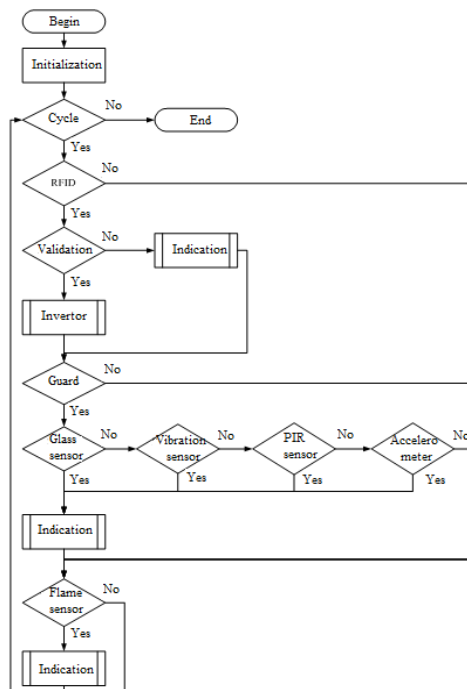 Begin
Initialization
Cycle
No
End
Yes
RFID
No
Yes
Validation
No
Indication
Yes
Invertor
Guard
No
Yes
Glass
sensor
No
Vibration
sensor
No
PIR
sensor
No
Accelero
meter
No
Yes
Yes
Yes
Yes
Indication
Flame
sensor
No
Yes
Indication